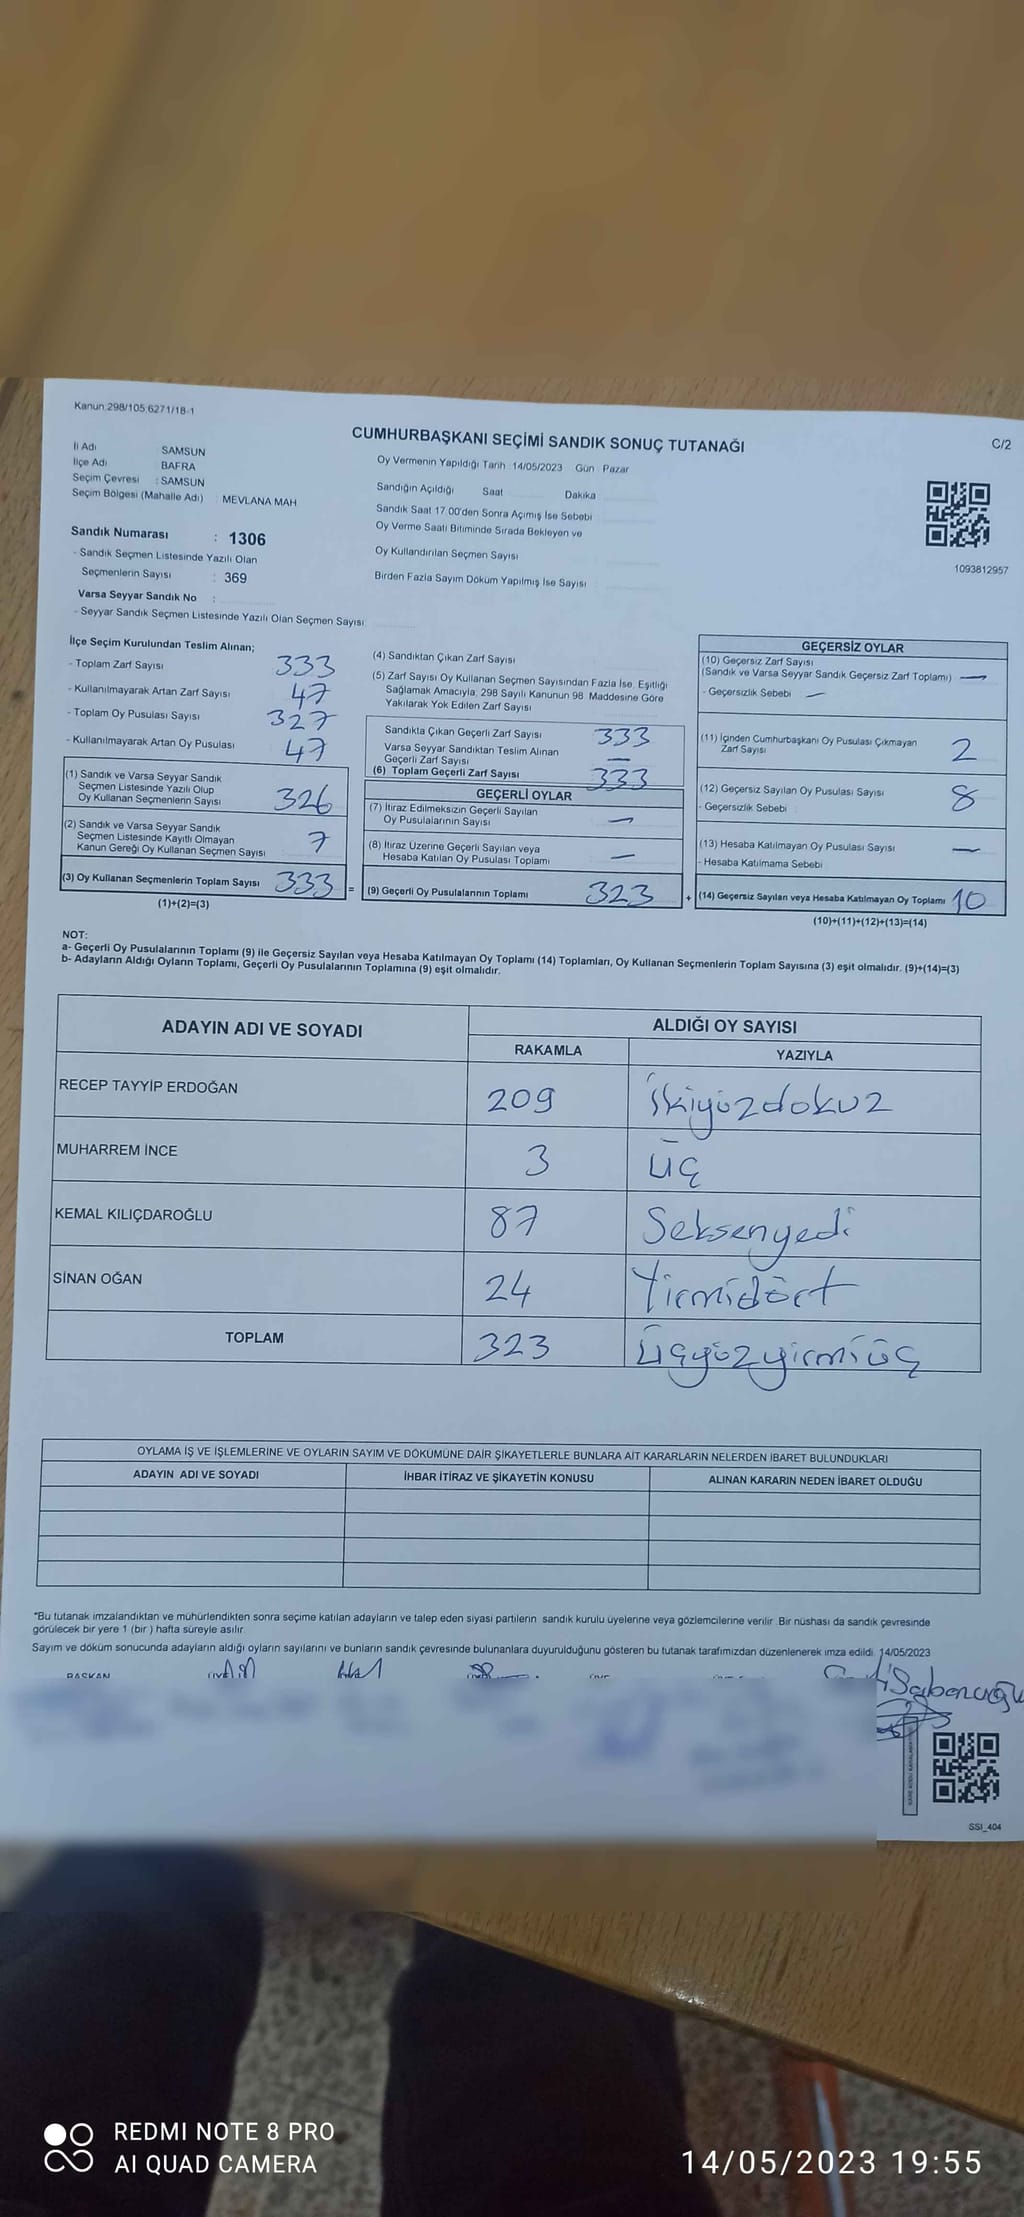 Kanun:298/105;6271/18-1
CUMHURBAŞKANI SEÇİMİ SANDIK SONUÇ TUTANAĞI
C/2
İli Adı : SAMSUN
İlçe Adı : BAFRA
Seçim Çevresi : SAMSUN
Seçim Bölgesi (Mahalle Adı) : MEVLANA MAH
Sandık Numarası : 1306
- Sandık Seçmen Listesinde Yazılı Olan
Seçmenlerin Sayısı : 369
Varsa Seyyar Sandık No :
- Seyyar Sandık Seçmen Listesinde Yazılı Olan Seçmen Sayısı
Oy Vermenin Yapıldığı Tarih : 14/05/2023 Gün : Pazar
Sandığın Açıldığı Saat Dakika
Sandık Saat 17.00'den Sonra Açımış İse Sebebi
Oy Verme Saati Bitiminde Sırada Bekleyen ve
Oy Kullandırılan Seçmen Sayısı
Birden Fazla Sayım Döküm Yapılmış İse Sayısı
1093812957
İlçe Seçim Kurulundan Teslim Alınan;
- Toplam Zarf Sayısı 333
- Kullanılmayarak Artan Zarf Sayısı 47
- Toplam Oy Pusulası Sayısı 327
- Kullanılmayarak Artan Oy Pusulası 47
(1) Sandık ve Varsa Seyyar Sandık
Seçmen Listesinde Yazılı Olup
Oy Kullanan Seçmenlerin Sayısı 326
(2) Sandık ve Varsa Seyyar Sandık
Seçmen Listesinde Kayıtlı Olmayan
Kanun Gereği Oy Kullanan Seçmen Sayısı 7
(3) Oy Kullanan Seçmenlerin Toplam Sayısı 333 =
(1)+(2)=(3)
(4) Sandıktan Çıkan Zarf Sayısı
(5) Zarf Sayısı Oy Kullanan Seçmen Sayısından Fazla İse, Eşitliği
Sağlamak Amacıyla, 298 Sayılı Kanunun 98. Maddesine Göre
Yakılarak Yok Edilen Zarf Sayısı
Sandıkta Çıkan Geçerli Zarf Sayısı 333
Varsa Seyyar Sandıktan Teslim Alınan
Geçerli Zarf Sayısı —
(6) Toplam Geçerli Zarf Sayısı 333
GEÇERLİ OYLAR
(7) İtiraz Edilmeksizin Geçerli Sayılan
Oy Pusulalarının Sayısı —
(8) İtiraz Üzerine Geçerli Sayılan veya
Hesaba Katılan Oy Pusulası Toplamı —
(9) Geçerli Oy Pusulalarının Toplamı 323 +
GEÇERSİZ OYLAR
(10) Geçersiz Zarf Sayısı
(Sandık ve Varsa Seyyar Sandık Geçersiz Zarf Toplamı) —
- Geçersizlik Sebebi —
(11) İçinden Cumhurbaşkanı Oy Pusulası Çıkmayan
Zarf Sayısı 2
(12) Geçersiz Sayılan Oy Pusulası Sayısı 8
- Geçersizlik Sebebi
(13) Hesaba Katılmayan Oy Pusulası Sayısı —
- Hesaba Katılmama Sebebi
(14) Geçersiz Sayılan veya Hesaba Katılmayan Oy Toplamı 10
(10)+(11)+(12)+(13)=(14)
NOT:
a- Geçerli Oy Pusulalarının Toplamı (9) ile Geçersiz Sayılan veya Hesaba Katılmayan Oy Toplamı (14) Toplamları, Oy Kullanan Seçmenlerin Toplam Sayısına (3) eşit olmalıdır. (9)+(14)=(3)
b- Adayların Aldığı Oyların Toplamı, Geçerli Oy Pusulalarının Toplamına (9) eşit olmalıdır.
ADAYIN ADI VE SOYADI ALDIĞI OY SAYISI
RAKAMLA YAZIYLA
RECEP TAYYİP ERDOĞAN 209 ikiyüzdokuz
MUHARREM İNCE 3 üç
KEMAL KILIÇDAROĞLU 87 Seksenyedi
SİNAN OĞAN 24 Yirmidört
TOPLAM 323 Üçyüzyirmiüç
OYLAMA İŞ VE İŞLEMLERİNE VE OYLARIN SAYIM VE DÖKÜMÜNE DAİR ŞİKAYETLERLE BUNLARA AİT KARARLARIN NELERDEN İBARET BULUNDUKLARI
ADAYIN ADI VE SOYADI İHBAR İTİRAZ VE ŞİKAYETİN KONUSU ALINAN KARARIN NEDEN İBARET OLDUĞU
*Bu tutanak imzalandıktan ve mühürlendikten sonra seçime katılan adayların ve talep eden siyasi partilerin sandık kurulu üyelerine veya gözlemcilerine verilir. Bir nüshası da sandık çevresinde
görülecek bir yere 1 (bir ) hafta süreyle asılır.
Sayım ve döküm sonucunda adayların aldığı oyların sayılarını ve bunların sandık çevresinde bulunanlara duyurulduğunu gösteren bu tutanak tarafımızdan düzenlenerek imza edildi. 14/05/2023
BAŞKAN
SSI_404
REDMI NOTE 8 PRO
AI QUAD CAMERA
14/05/2023 19:55